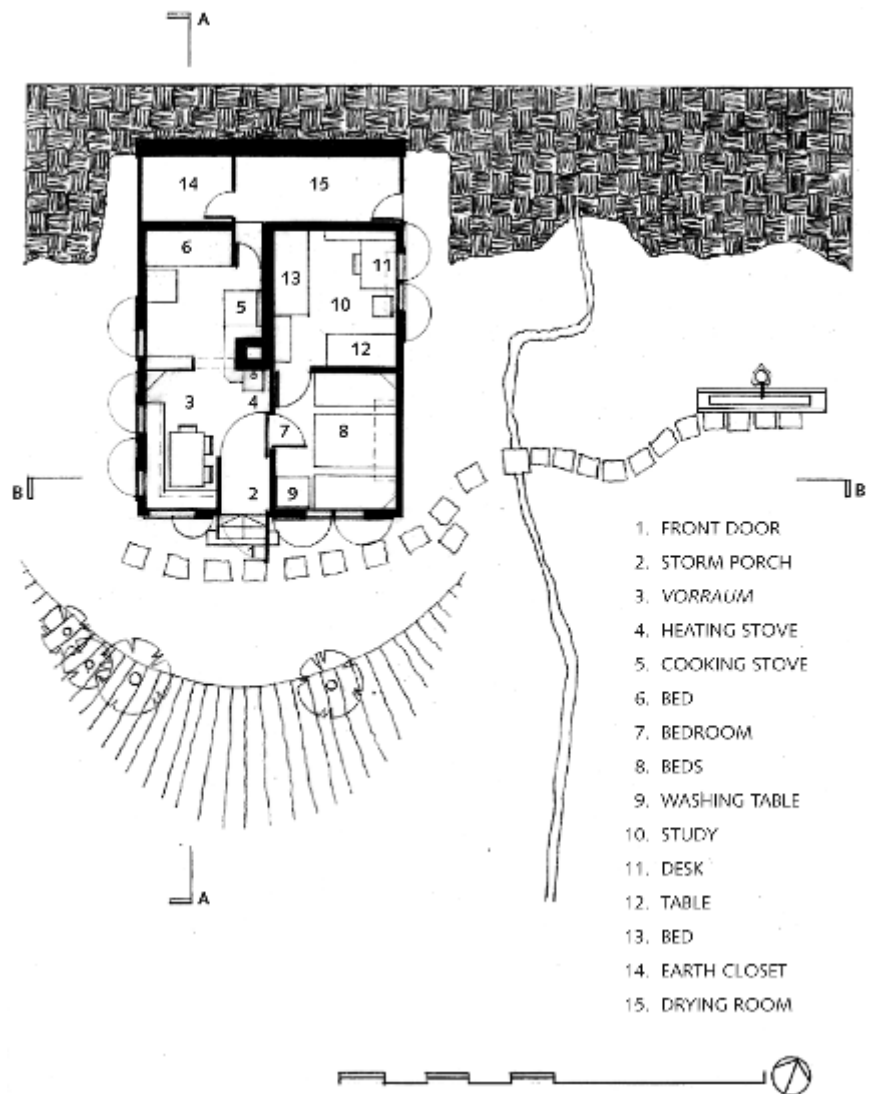 A
14
15
6
13
11
5
10
12
3
4
7
8
2
9
B
B
1
1. FRONT DOOR
2. STORM PORCH
3. VORRAUM
4. HEATING STOVE
5. COOKING STOVE
6. BED
7. BEDROOM
8. BEDS
9. WASHING TABLE
10. STUDY
11. DESK
12. TABLE
13. BED
14. EARTH CLOSET
15. DRYING ROOM
A